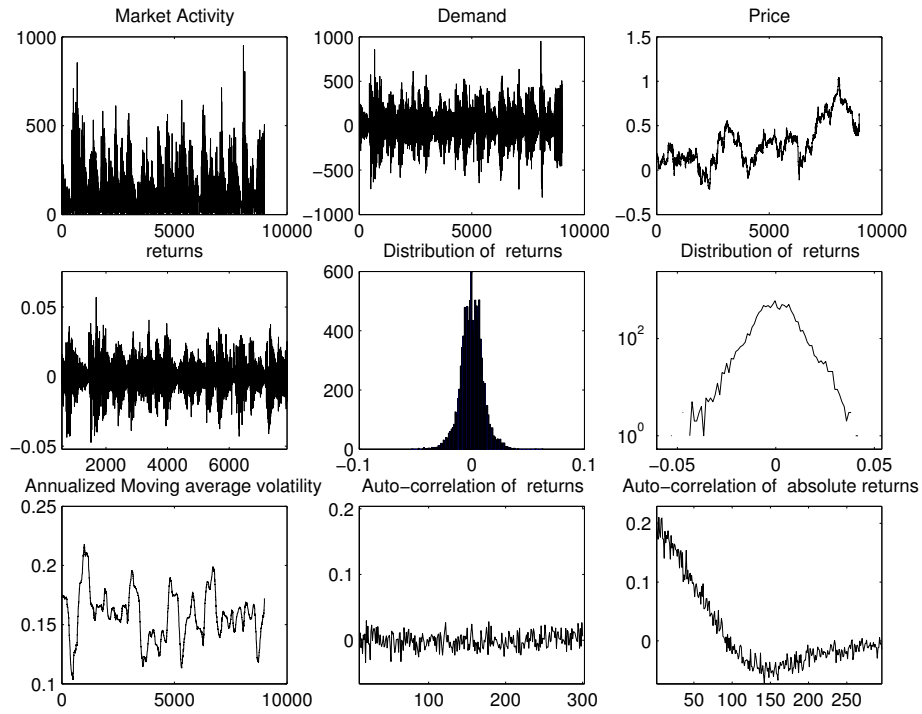 Market Activity
1000
500
0
0 5000 10000
Demand
1000
500
0
−500
−1000
0 5000 10000
Price
1.5
1
0.5
0
−0.5
0 5000 10000
returns
0.05
0
−0.05
2000 4000 6000
Distribution of returns
600
400
200
0
−0.1 0 0.1
Distribution of returns
10^2
10^0
−0.05 0 0.05
Annualized Moving average volatility
0.25
0.2
0.15
0.1
0 5000 10000
Auto−correlation of returns
0.2
0.1
0
100 200 300
Auto−correlation of absolute returns
0.2
0.1
0
50 100 150 200 250